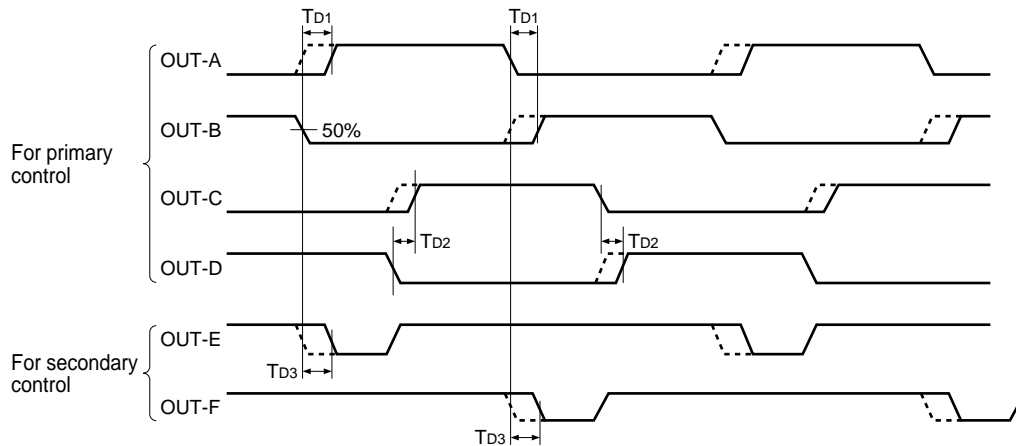 TD1 TD1
OUT-A
OUT-B 50%
For primary
control
OUT-C
TD2 TD2
OUT-D
OUT-E
For secondary
control
TD3
OUT-F
TD3